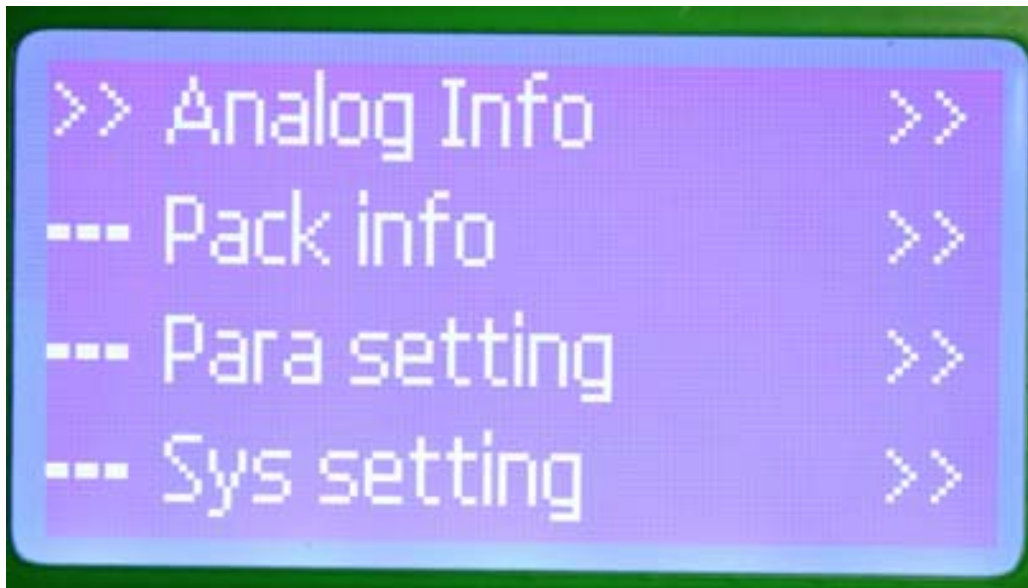 >> Analog Info >>
--- Pack info >>
--- Para setting >>
--- Sys setting >>